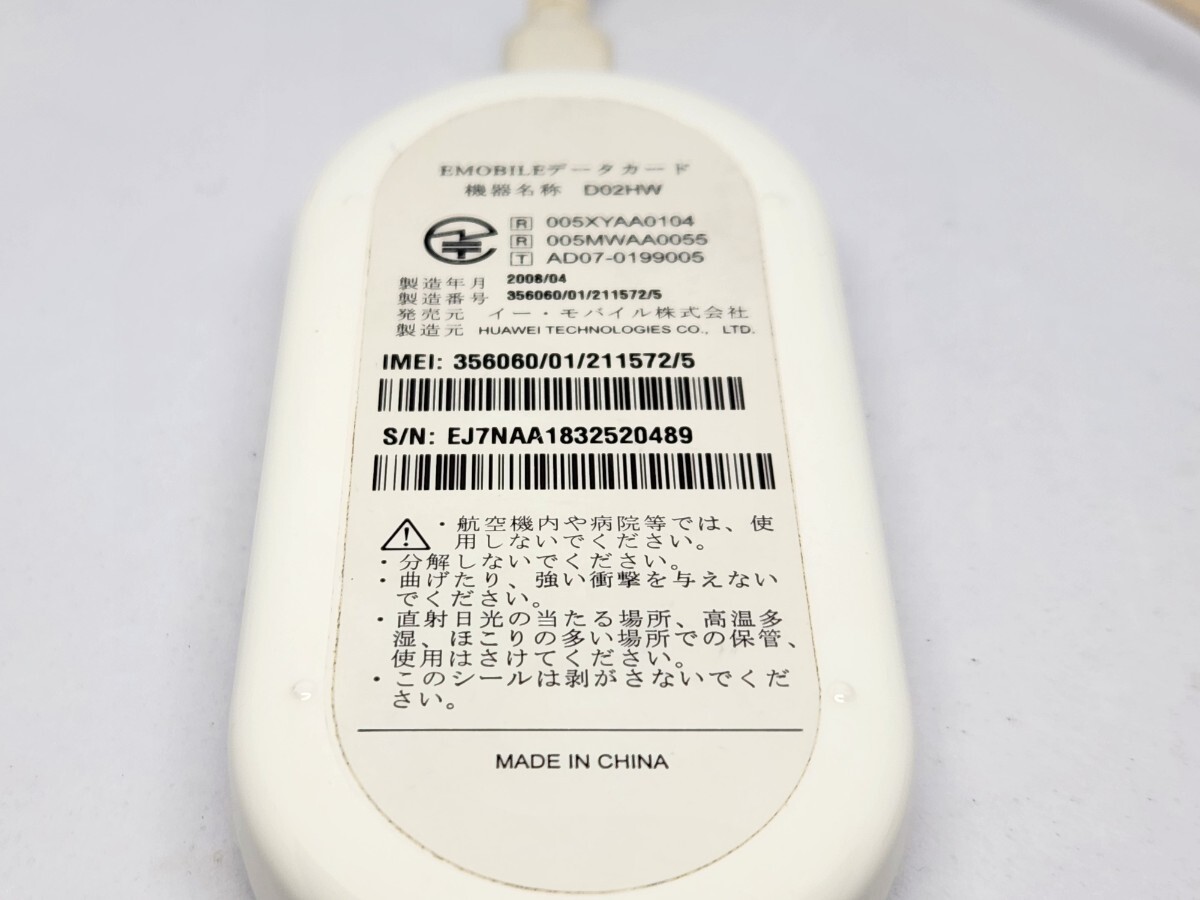 EMOBILEデータカード
機器名称 D02HW
R 005XYAA0104
R 005MWAA0055
T AD07-0199005
製造年月 2008/04
製造番号 356060/01/211572/5
発売元 イー・モバイル株式会社
製造元 HUAWEI TECHNOLOGIES CO., LTD.
IMEI: 356060/01/211572/5
S/N: EJ7NAA1832520489
・航空機内や病院等では、使
用しないでください。
・分解しないでください。
・曲げたり、強い衝撃を与えない
でください。
・直射日光の当たる場所、高温多
湿、ほこりの多い場所での保管、
使用はさけてください。
・このシールは剥がさないでくだ
さい。
MADE IN CHINA